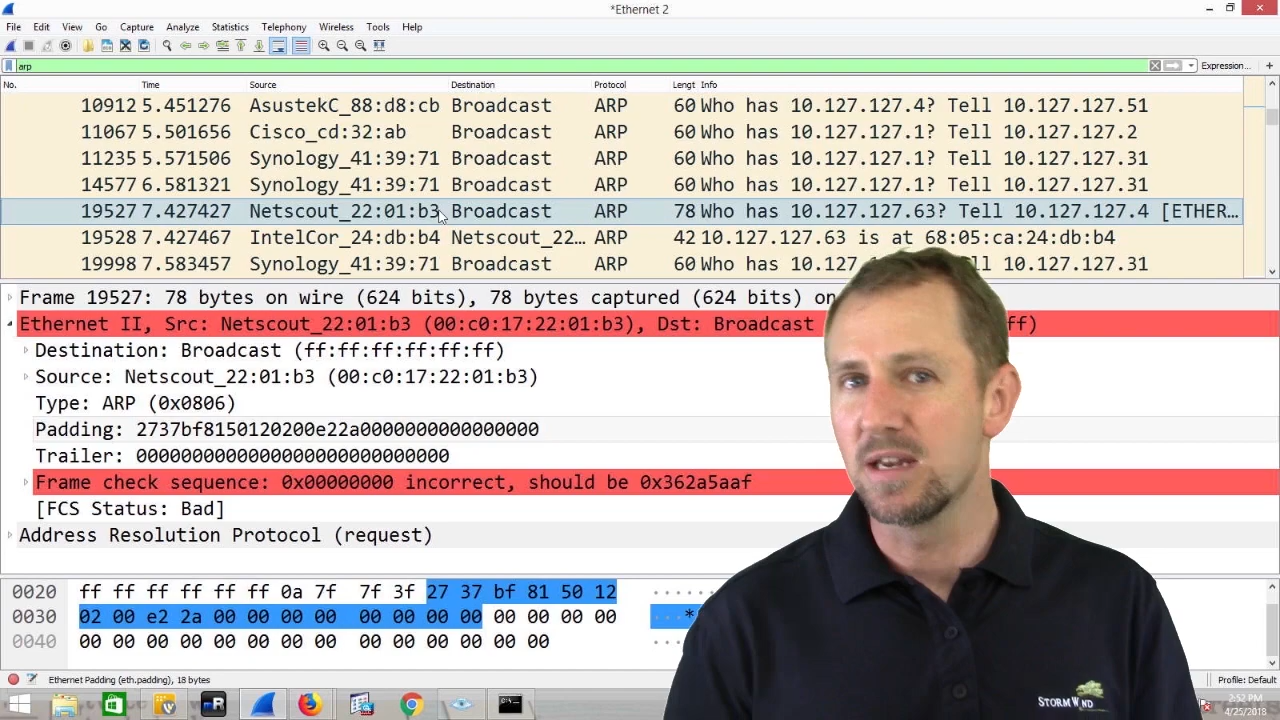 *Ethernet 2
File Edit View Go Capture Analyze Statistics Telephony Wireless Tools Help
arp Expression... +
No. Time Source Destination Protocol Lengt Info
10912 5.451276 AsustekC_88:d8:cb Broadcast ARP 60 Who has 10.127.127.4? Tell 10.127.127.51
11067 5.501656 Cisco_cd:32:ab Broadcast ARP 60 Who has 10.127.127.1? Tell 10.127.127.2
11235 5.571506 Synology_41:39:71 Broadcast ARP 60 Who has 10.127.127.1? Tell 10.127.127.31
14577 6.581321 Synology_41:39:71 Broadcast ARP 60 Who has 10.127.127.1? Tell 10.127.127.31
19527 7.427427 Netscout_22:01:b3 Broadcast ARP 78 Who has 10.127.127.63? Tell 10.127.127.4 [ETHER…
19528 7.427467 IntelCor_24:db:b4 Netscout_22… ARP 42 10.127.127.63 is at 68:05:ca:24:db:b4
19998 7.583457 Synology_41:39:71 Broadcast ARP 60 Who has 10.127.1 ll 10.127.127.31
Frame 19527: 78 bytes on wire (624 bits), 78 bytes captured (624 bits) on
Ethernet II, Src: Netscout_22:01:b3 (00:c0:17:22:01:b3), Dst: Broadcast ff)
Destination: Broadcast (ff:ff:ff:ff:ff:ff)
Source: Netscout_22:01:b3 (00:c0:17:22:01:b3)
Type: ARP (0x0806)
Padding: 2737bf8150120200e22a0000000000000000
Trailer: 0000000000000000000000000000
Frame check sequence: 0x00000000 incorrect, should be 0x362a5aaf
[FCS Status: Bad]
Address Resolution Protocol (request)
0020 ff ff ff ff ff ff 0a 7f 7f 3f 27 37 bf 81 50 12
0030 02 00 e2 2a 00 00 00 00 00 00 00 00 00 00 00 00 ...*
0040 00 00 00 00 00 00 00 00 00 00 00 00 00 00
STORMWIND
Ethernet Padding (eth.padding), 18 bytes Profile: Default
2:52 PM
4/25/2018